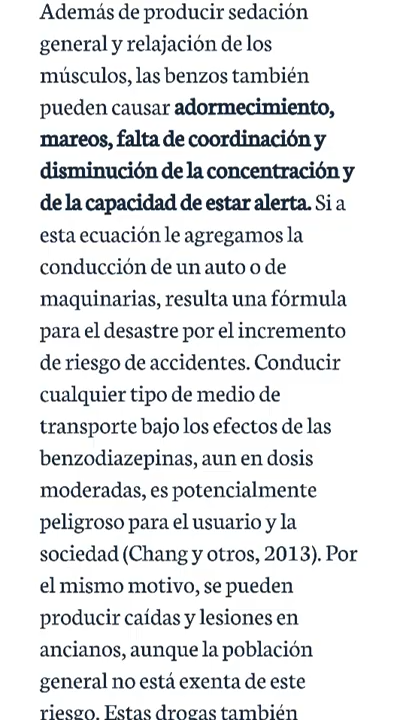 Además de producir sedación
general y relajación de los
músculos, las benzos también
pueden causar adormecimiento,
mareos, falta de coordinación y
disminución de la concentración y
de la capacidad de estar alerta. Si a
esta ecuación le agregamos la
conducción de un auto o de
maquinarias, resulta una fórmula
para el desastre por el incremento
de riesgo de accidentes. Conducir
cualquier tipo de medio de
transporte bajo los efectos de las
benzodiazepinas, aun en dosis
moderadas, es potencialmente
peligroso para el usuario y la
sociedad (Chang y otros, 2013). Por
el mismo motivo, se pueden
producir caídas y lesiones en
ancianos, aunque la población
general no está exenta de este
riesgo. Estas drogas también